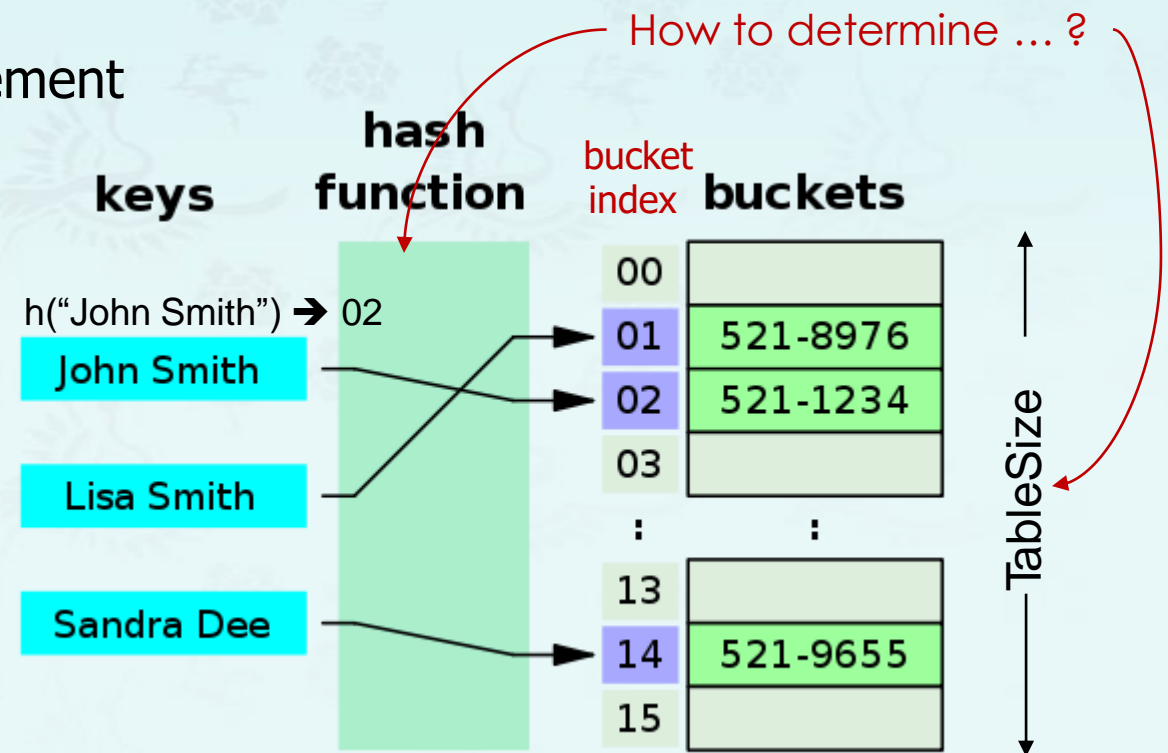 How to determine … ?
ement
hash
function
keys
bucket
index
buckets
h(“John Smith”) ➔ 02
John Smith
Lisa Smith
Sandra Dee
00
01 521-8976
02 521-1234
03
: :
13
14 521-9655
15
TableSize